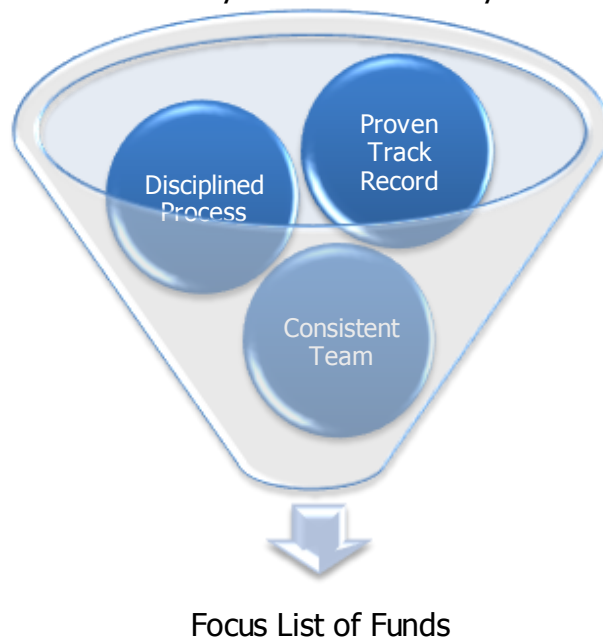 Proven
Track
Record
Disciplined
Process
Consistent
Team
Focus List of Funds